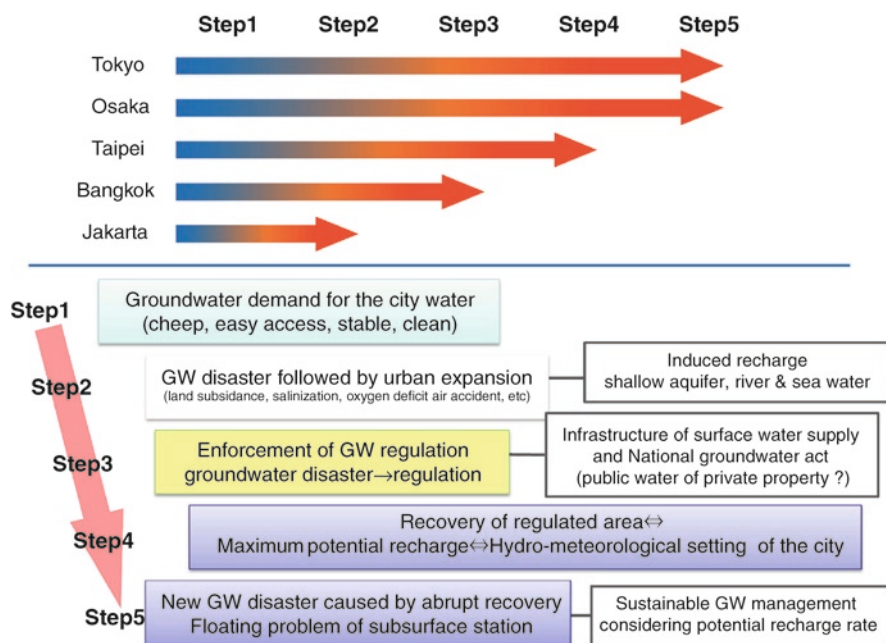 Step1 Step2 Step3 Step4 Step5
Tokyo
Osaka
Taipei
Bangkok
Jakarta
Step1
Groundwater demand for the city water
(cheep, easy access, stable, clean)
Step2
GW disaster followed by urban expansion
(land subsidance, salinization, oxygen deficit air accident, etc)
Induced recharge
shallow aquifer, river & sea water
Step3
Enforcement of GW regulation
groundwater disaster→regulation
Infrastructure of surface water supply
and National groundwater act
(public water of private property ?)
Step4
Recovery of regulated area⇔
Maximum potential recharge⇔Hydro-meteorological setting of the city
Step5
New GW disaster caused by abrupt recovery
Floating problem of subsurface station
Sustainable GW management
considering potential recharge rate